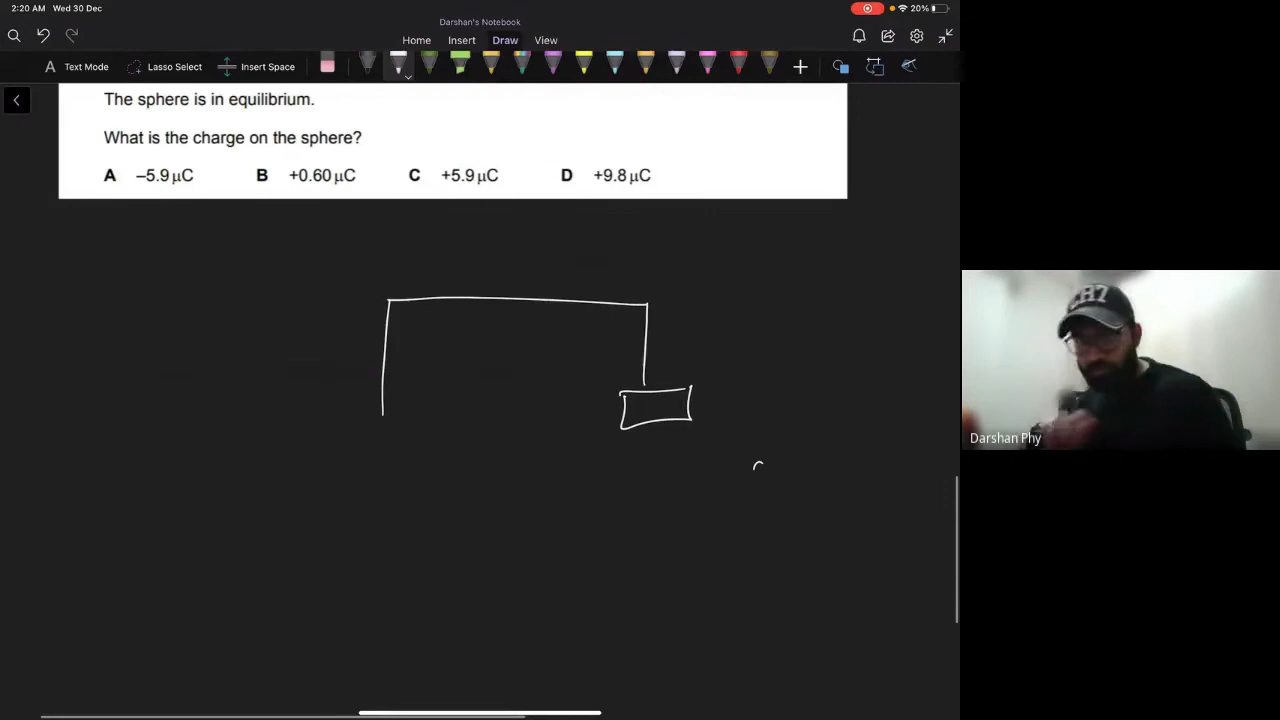 2:20 AM Wed 30 Dec
20%
Darshan's Notebook
Home Insert Draw View
A Text Mode Lasso Select Insert Space
The sphere is in equilibrium.
What is the charge on the sphere?
A –5.9 μC B +0.60 μC C +5.9 μC D +9.8 μC
Darshan Phy